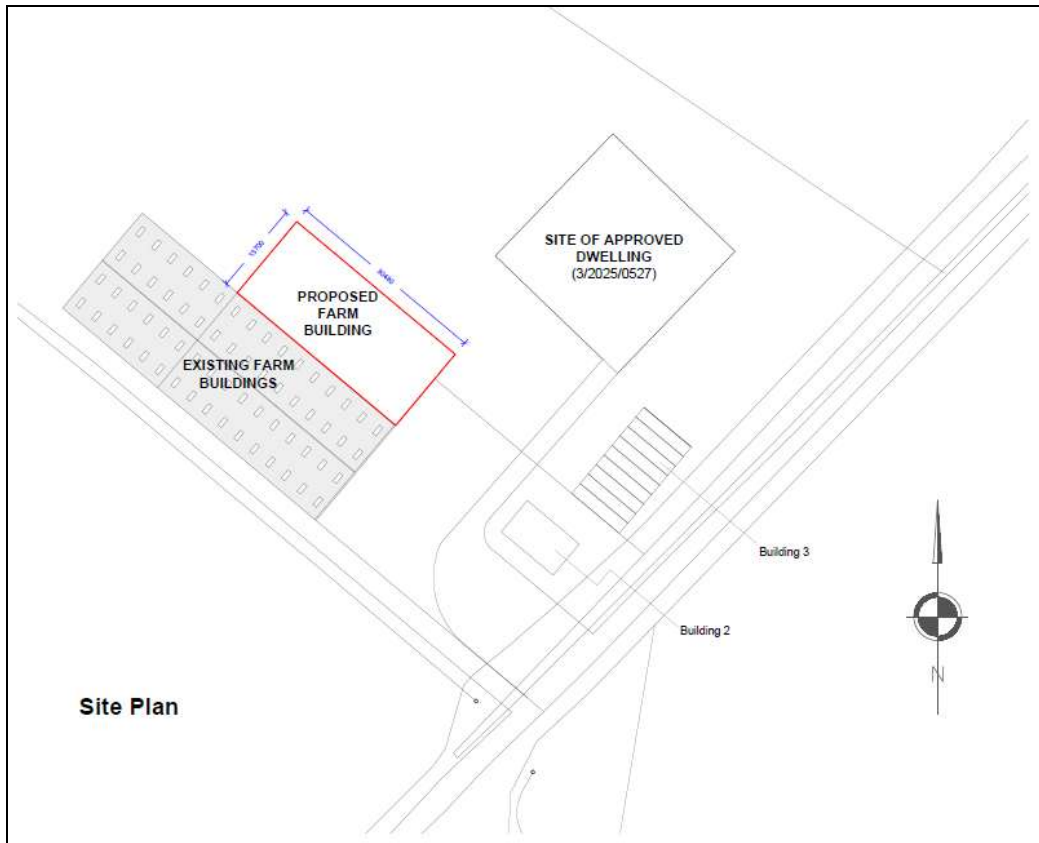 SITE OF APPROVED
DWELLING
(3/2025/0527)
PROPOSED
FARM
BUILDING
EXISTING FARM
BUILDINGS
Building 3
Building 2
Site Plan
N